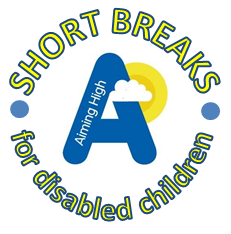 SHORT BREAKS
Aiming High
for disabled children